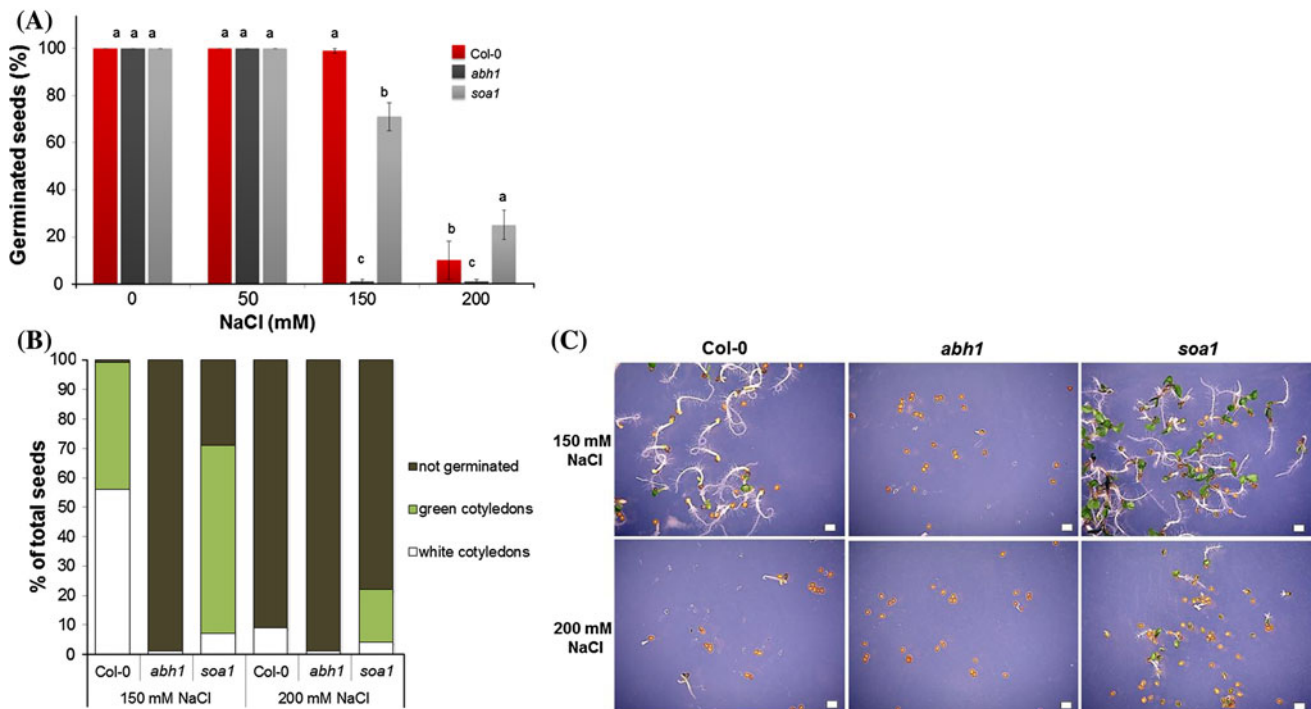 (A)
Germinated seeds (%)
100
80
60
40
20
0
a a a
a a a
a
b
c
b
c
a
Col-0
abh1
soa1
0 50 150 200
NaCl (mM)
(B)
% of total seeds
100
90
80
70
60
50
40
30
20
10
0
not germinated
green cotyledons
white cotyledons
Col-0 abh1 soa1 Col-0 abh1 soa1
150 mM NaCl 200 mM NaCl
(C)
Col-0 abh1 soa1
150 mM
NaCl
200 mM
NaCl